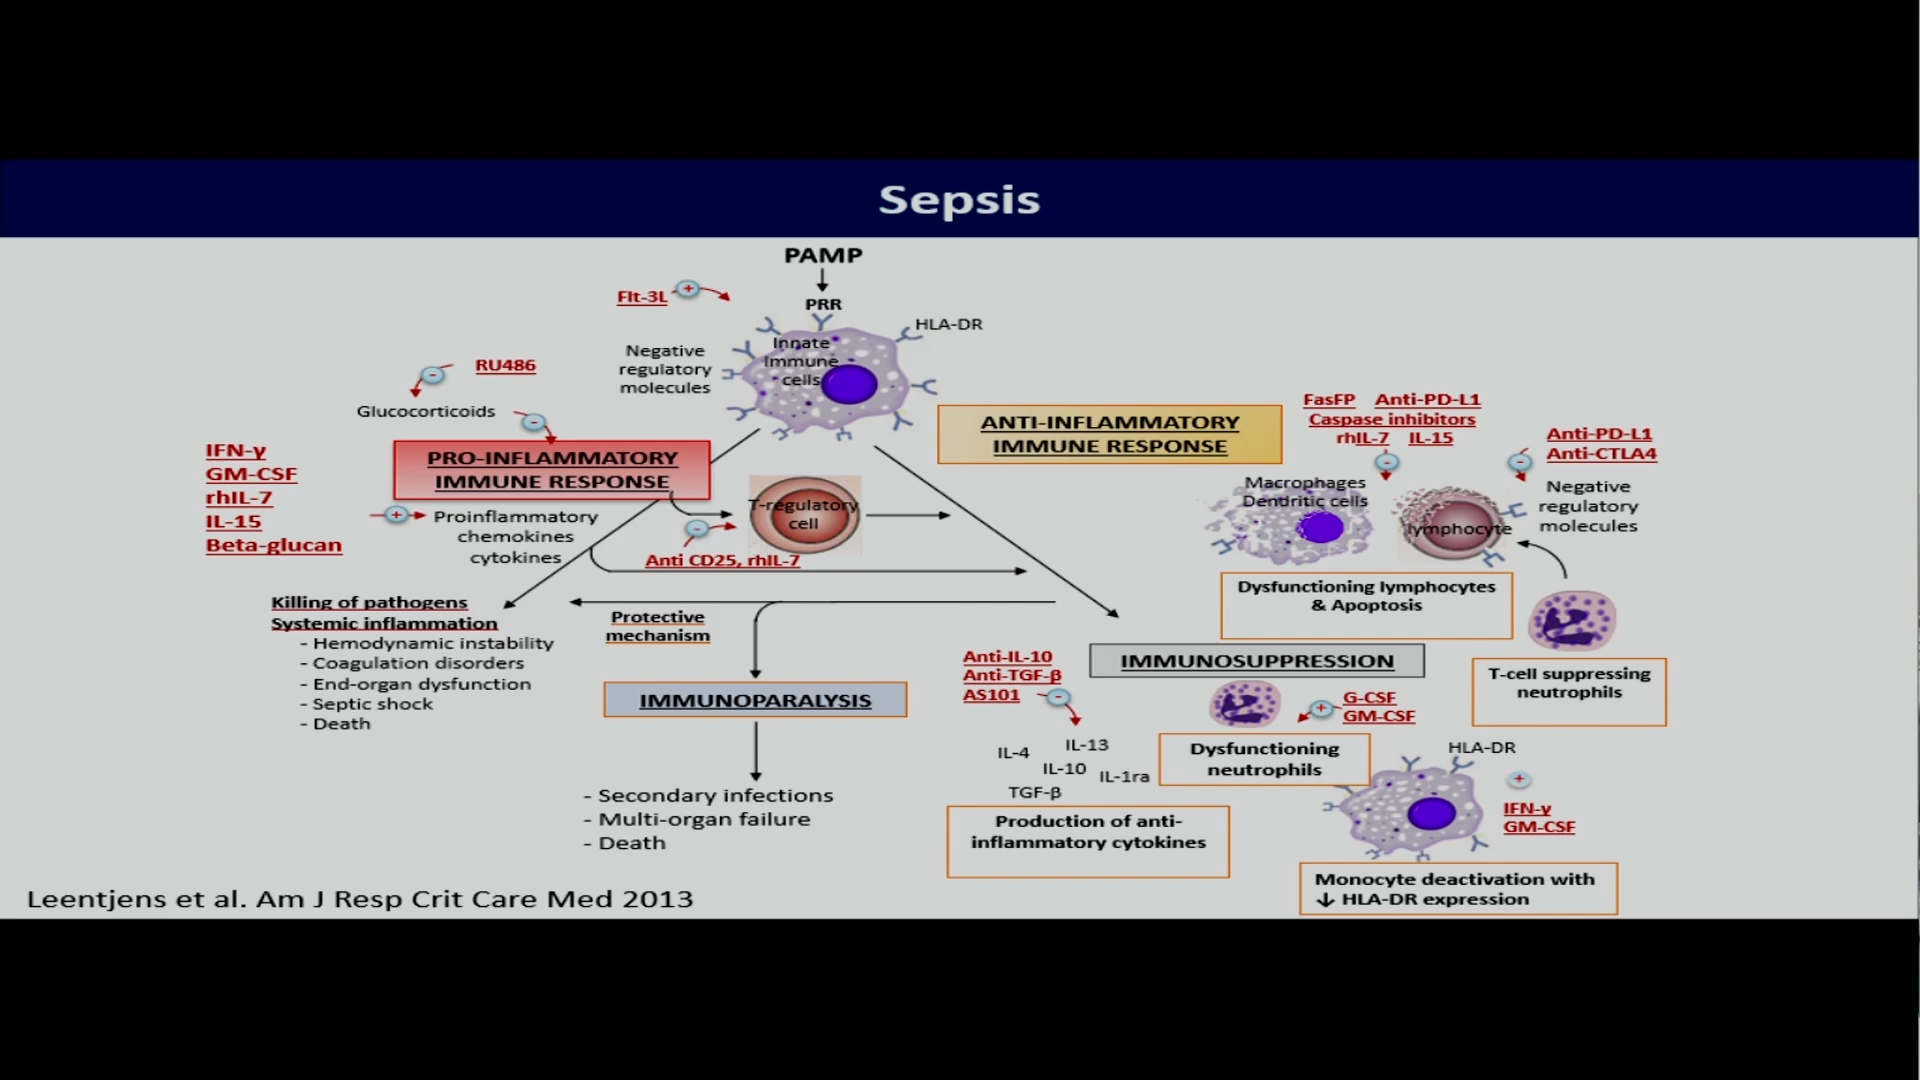 Sepsis
PAMP
PRR
Flt-3L
+
HLA-DR
Innate
Immune
cells
Negative
regulatory
molecules
RU486
-
Glucocorticoids
-
PRO-INFLAMMATORY
IMMUNE RESPONSE
ANTI-INFLAMMATORY
IMMUNE RESPONSE
IFN-γ
GM-CSF
rhIL-7
IL-15
Beta-glucan
+
Proinflammatory
chemokines
cytokines
T-regulatory
cell
-
Anti CD25, rhIL-7
FasFP Anti-PD-L1
Caspase inhibitors
rhIL-7 IL-15
-
Anti-PD-L1
Anti-CTLA4
-
Macrophages
Dendritic cells
lymphocyte
Negative
regulatory
molecules
Dysfunctioning lymphocytes
& Apoptosis
T-cell suppressing
neutrophils
Killing of pathogens
Systemic inflammation
- Hemodynamic instability
- Coagulation disorders
- End-organ dysfunction
- Septic shock
- Death
Protective
mechanism
IMMUNOPARALYSIS
- Secondary infections
- Multi-organ failure
- Death
IMMUNOSUPPRESSION
Anti-IL-10
Anti-TGF-β
AS101
-
IL-4
IL-13
IL-10
IL-1ra
TGF-β
Production of anti-
inflammatory cytokines
+
G-CSF
GM-CSF
Dysfunctioning
neutrophils
HLA-DR
+
IFN-γ
GM-CSF
Monocyte deactivation with
↓ HLA-DR expression
Leentjens et al. Am J Resp Crit Care Med 2013